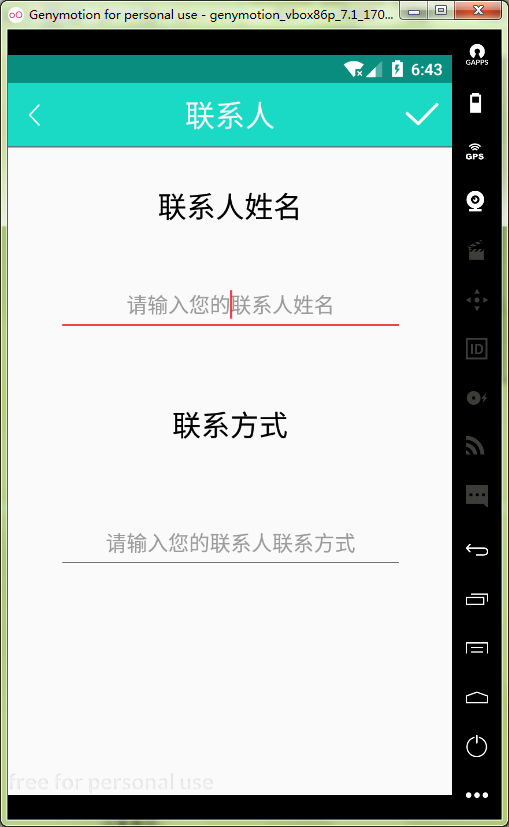 Genymotion for personal use - genymotion_vbox86p_7.1_170...
6:43
联系人
联系人姓名
请输入您的联系人姓名
联系方式
请输入您的联系人联系方式
free for personal use
GAPPS
GPS
ID